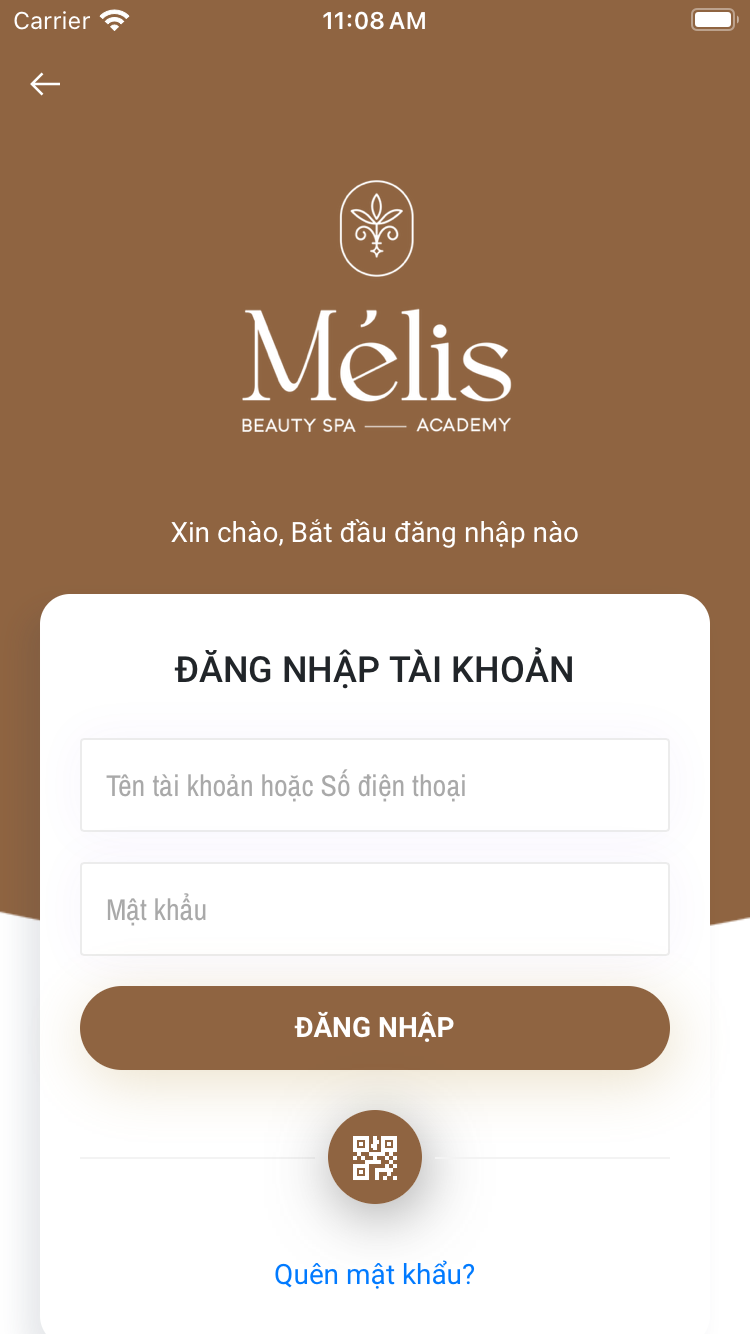 Carrier 11:08 AM
Mélis
BEAUTY SPA ACADEMY
Xin chào, Bắt đầu đăng nhập nào
ĐĂNG NHẬP TÀI KHOẢN
Tên tài khoản hoặc Số điện thoại
Mật khẩu
ĐĂNG NHẬP
Quên mật khẩu?